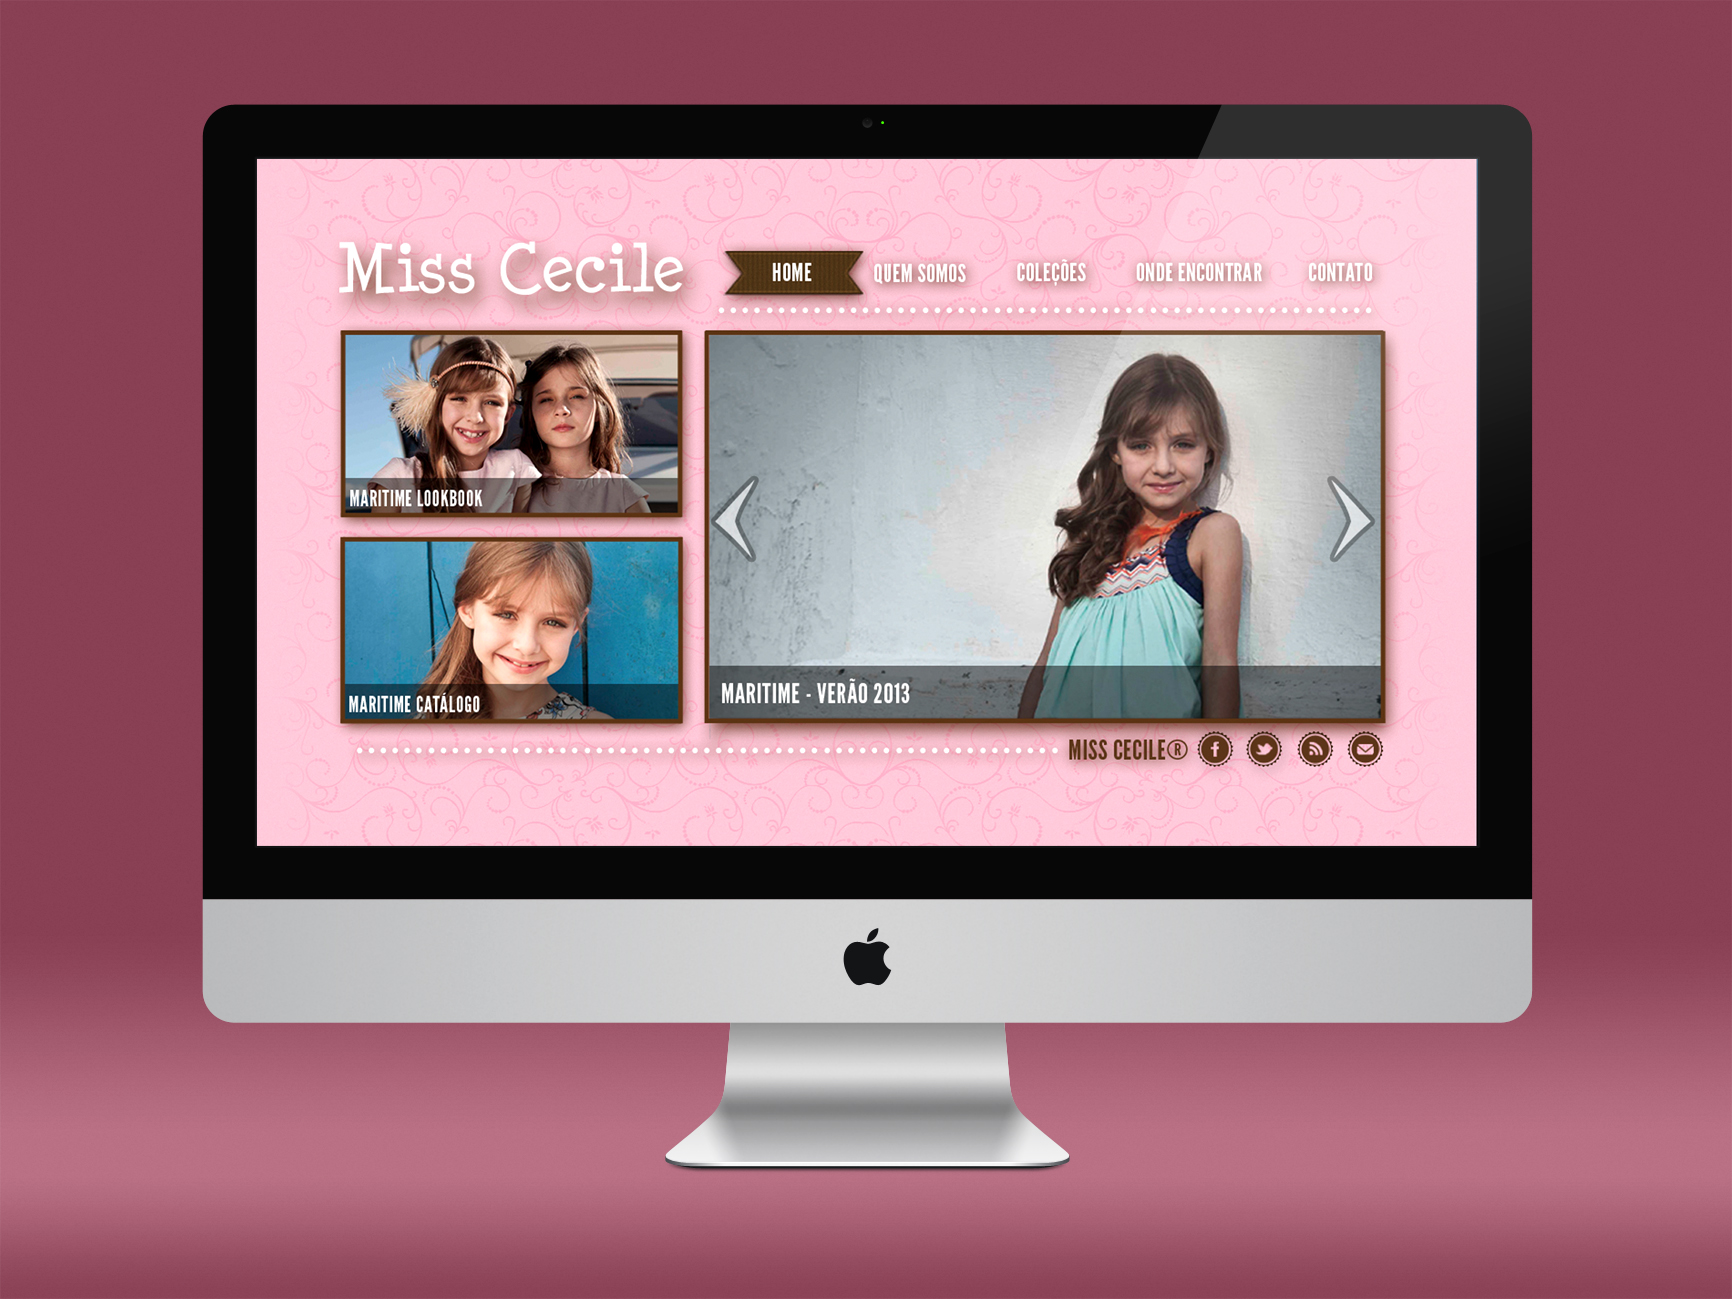 Miss Cecile
HOME
QUEM SOMOS
COLEÇÕES
ONDE ENCONTRAR
CONTATO
MARITIME LOOKBOOK
MARITIME CATÁLOGO
MARITIME - VERÃO 2013
MISS CECILE®